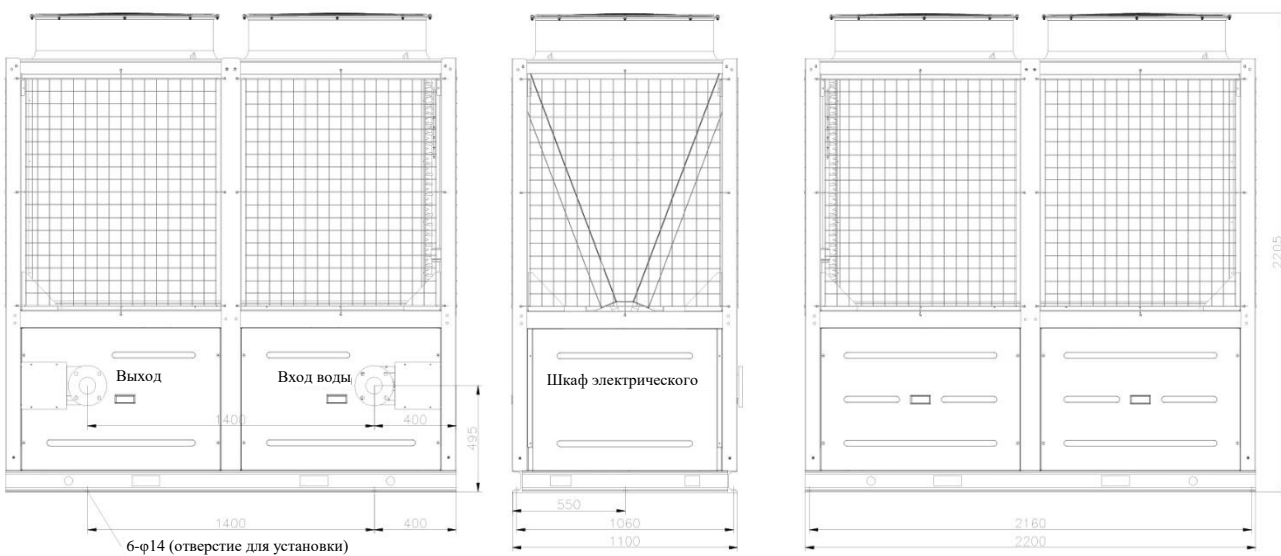 2205
Выход
Вход воды
Шкаф электрического
1400
400
495
550
1400
400
1060
2160
6-φ14 (отверстие для установки)
1100
2200